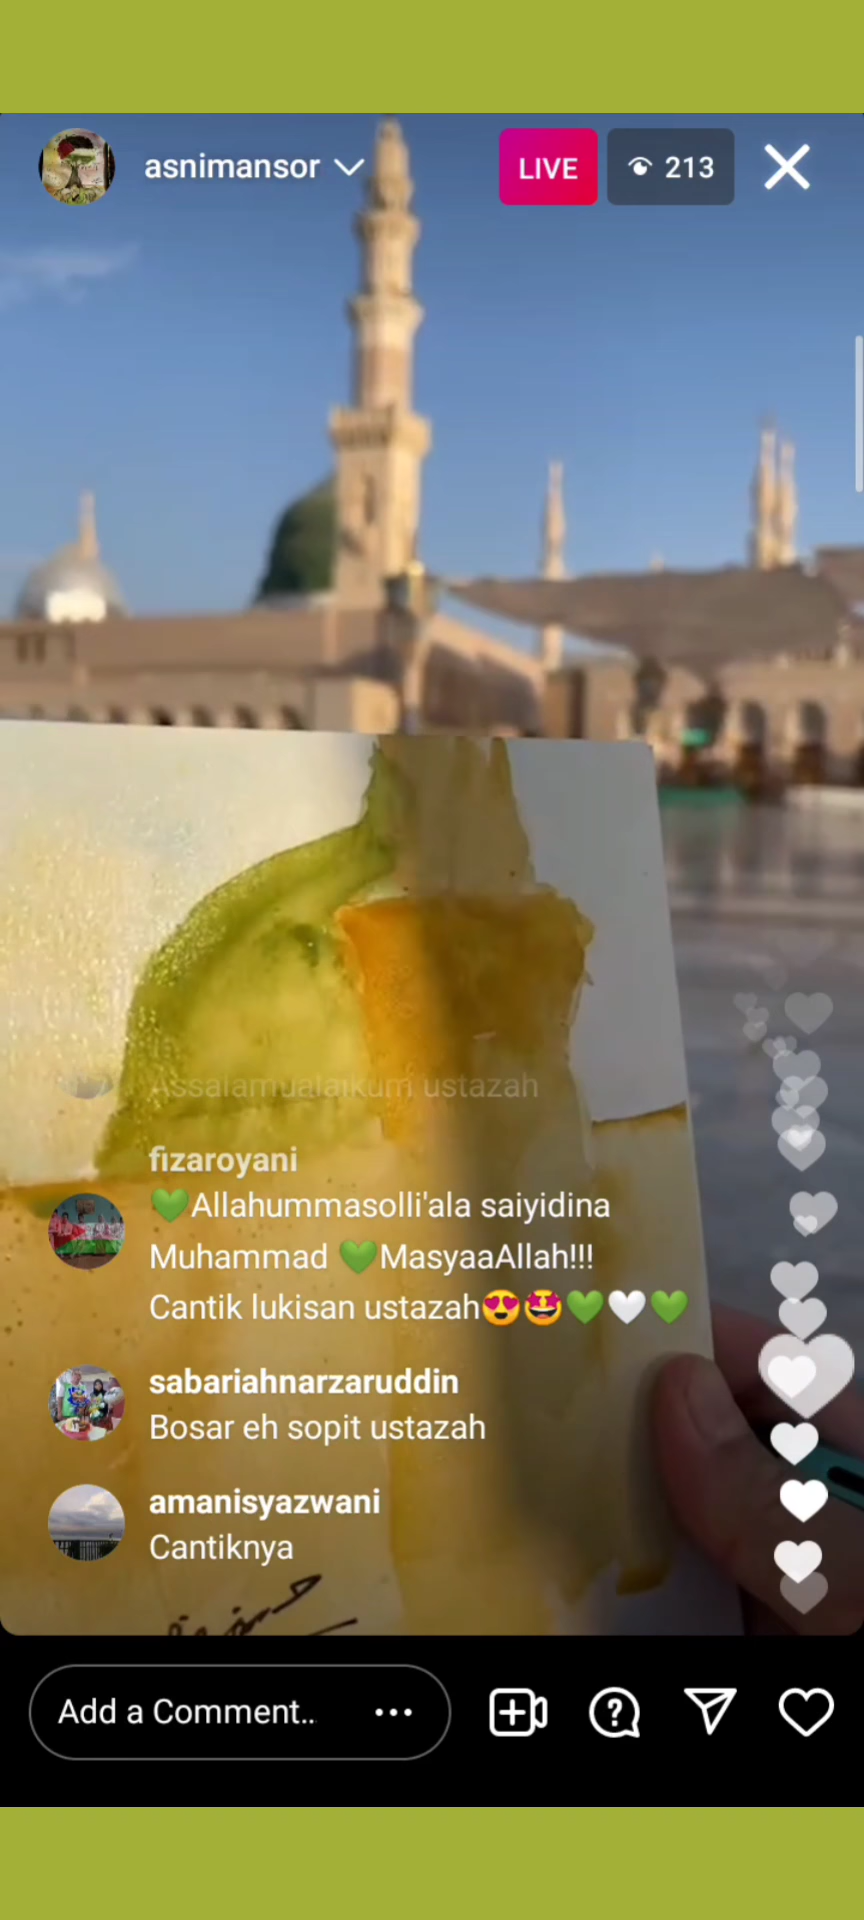 asnimansor
LIVE
213
Assalamualaikum ustazah
fizaroyani
💚Allahummasolli'ala saiyidina
Muhammad 💚MasyaaAllah!!!
Cantik lukisan ustazah😍🤩💚🤍💚
sabariahnarzaruddin
Bosar eh sopit ustazah
amanisyazwani
Cantiknya
Add a Comment..